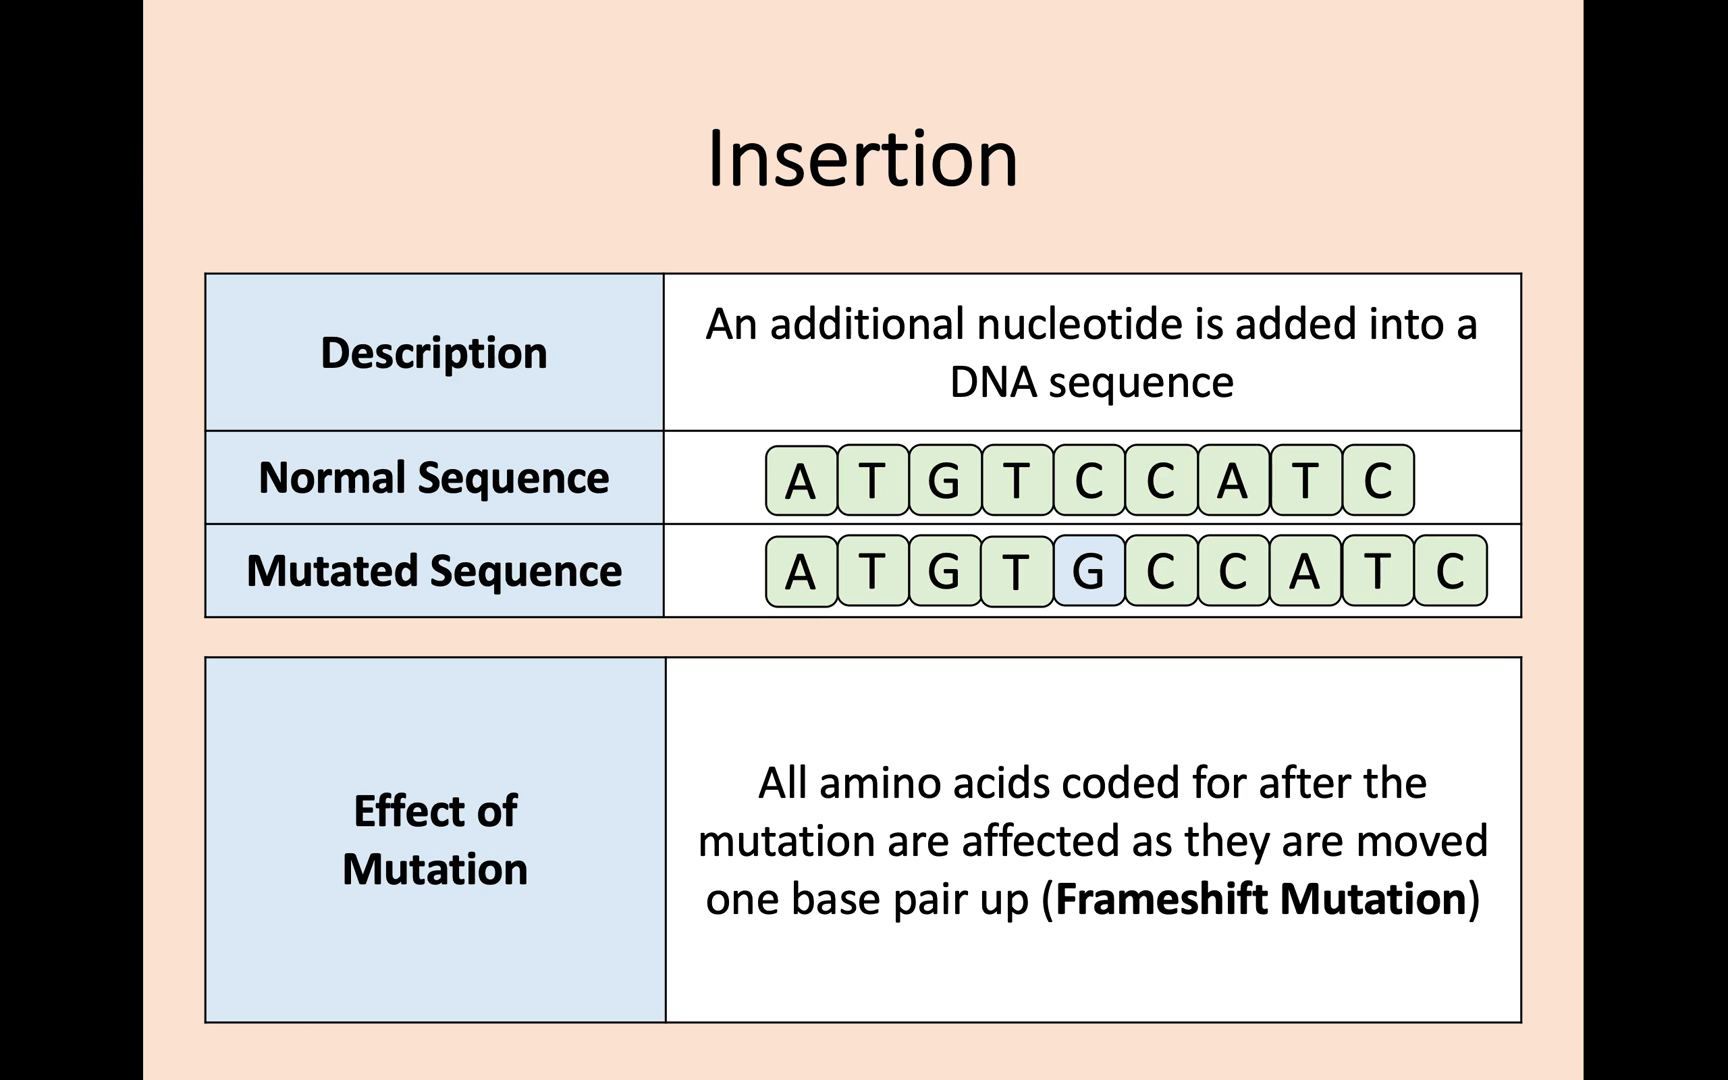 Insertion
Description
An additional nucleotide is added into a
DNA sequence
Normal Sequence
A T G T C C A T C
Mutated Sequence
A T G T G C C A T C
Effect of
Mutation
All amino acids coded for after the
mutation are affected as they are moved
one base pair up (Frameshift Mutation)